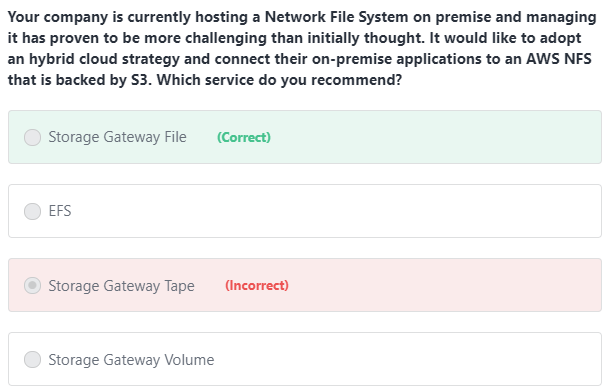 Your company is currently hosting a Network File System on premise and managing
it has proven to be more challenging than initially thought. It would like to adopt
an hybrid cloud strategy and connect their on-premise applications to an AWS NFS
that is backed by S3. Which service do you recommend?
Storage Gateway File (Correct)
EFS
Storage Gateway Tape (Incorrect)
Storage Gateway Volume